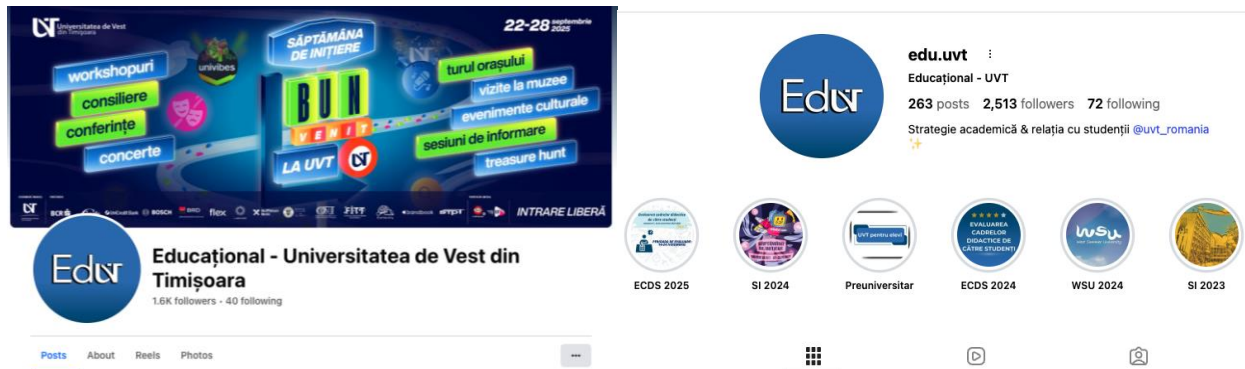 Universitatea de Vest
din Timișoara
22-28 septembrie
2025
SĂPTĂMÂNA
DE INIȚIERE
workshopuri
consiliere
conferințe
concerte
univibes
BUN
VENIT
LA UVT
turul orașului
vizite la muzee
evenimente culturale
sesiuni de informare
treasure hunt
BCR
UniCredit Bank
BOSCH
BRD
flex
INTRARE LIBERĂ
Educațional - Universitatea de Vest din
Timișoara
1.6K followers • 40 following
Posts About Reels Photos
edu.uvt
Educațional - UVT
263 posts 2,513 followers 72 following
Strategie academică & relația cu studenții @uvt_romania
✨
UVT pentru elevi
EVALUAREA
CADRELOR
DIDACTICE DE
CĂTRE STUDENȚI
wsu
ECDS 2025
SI 2024
Preuniversitar
ECDS 2024
WSU 2024
SI 2023